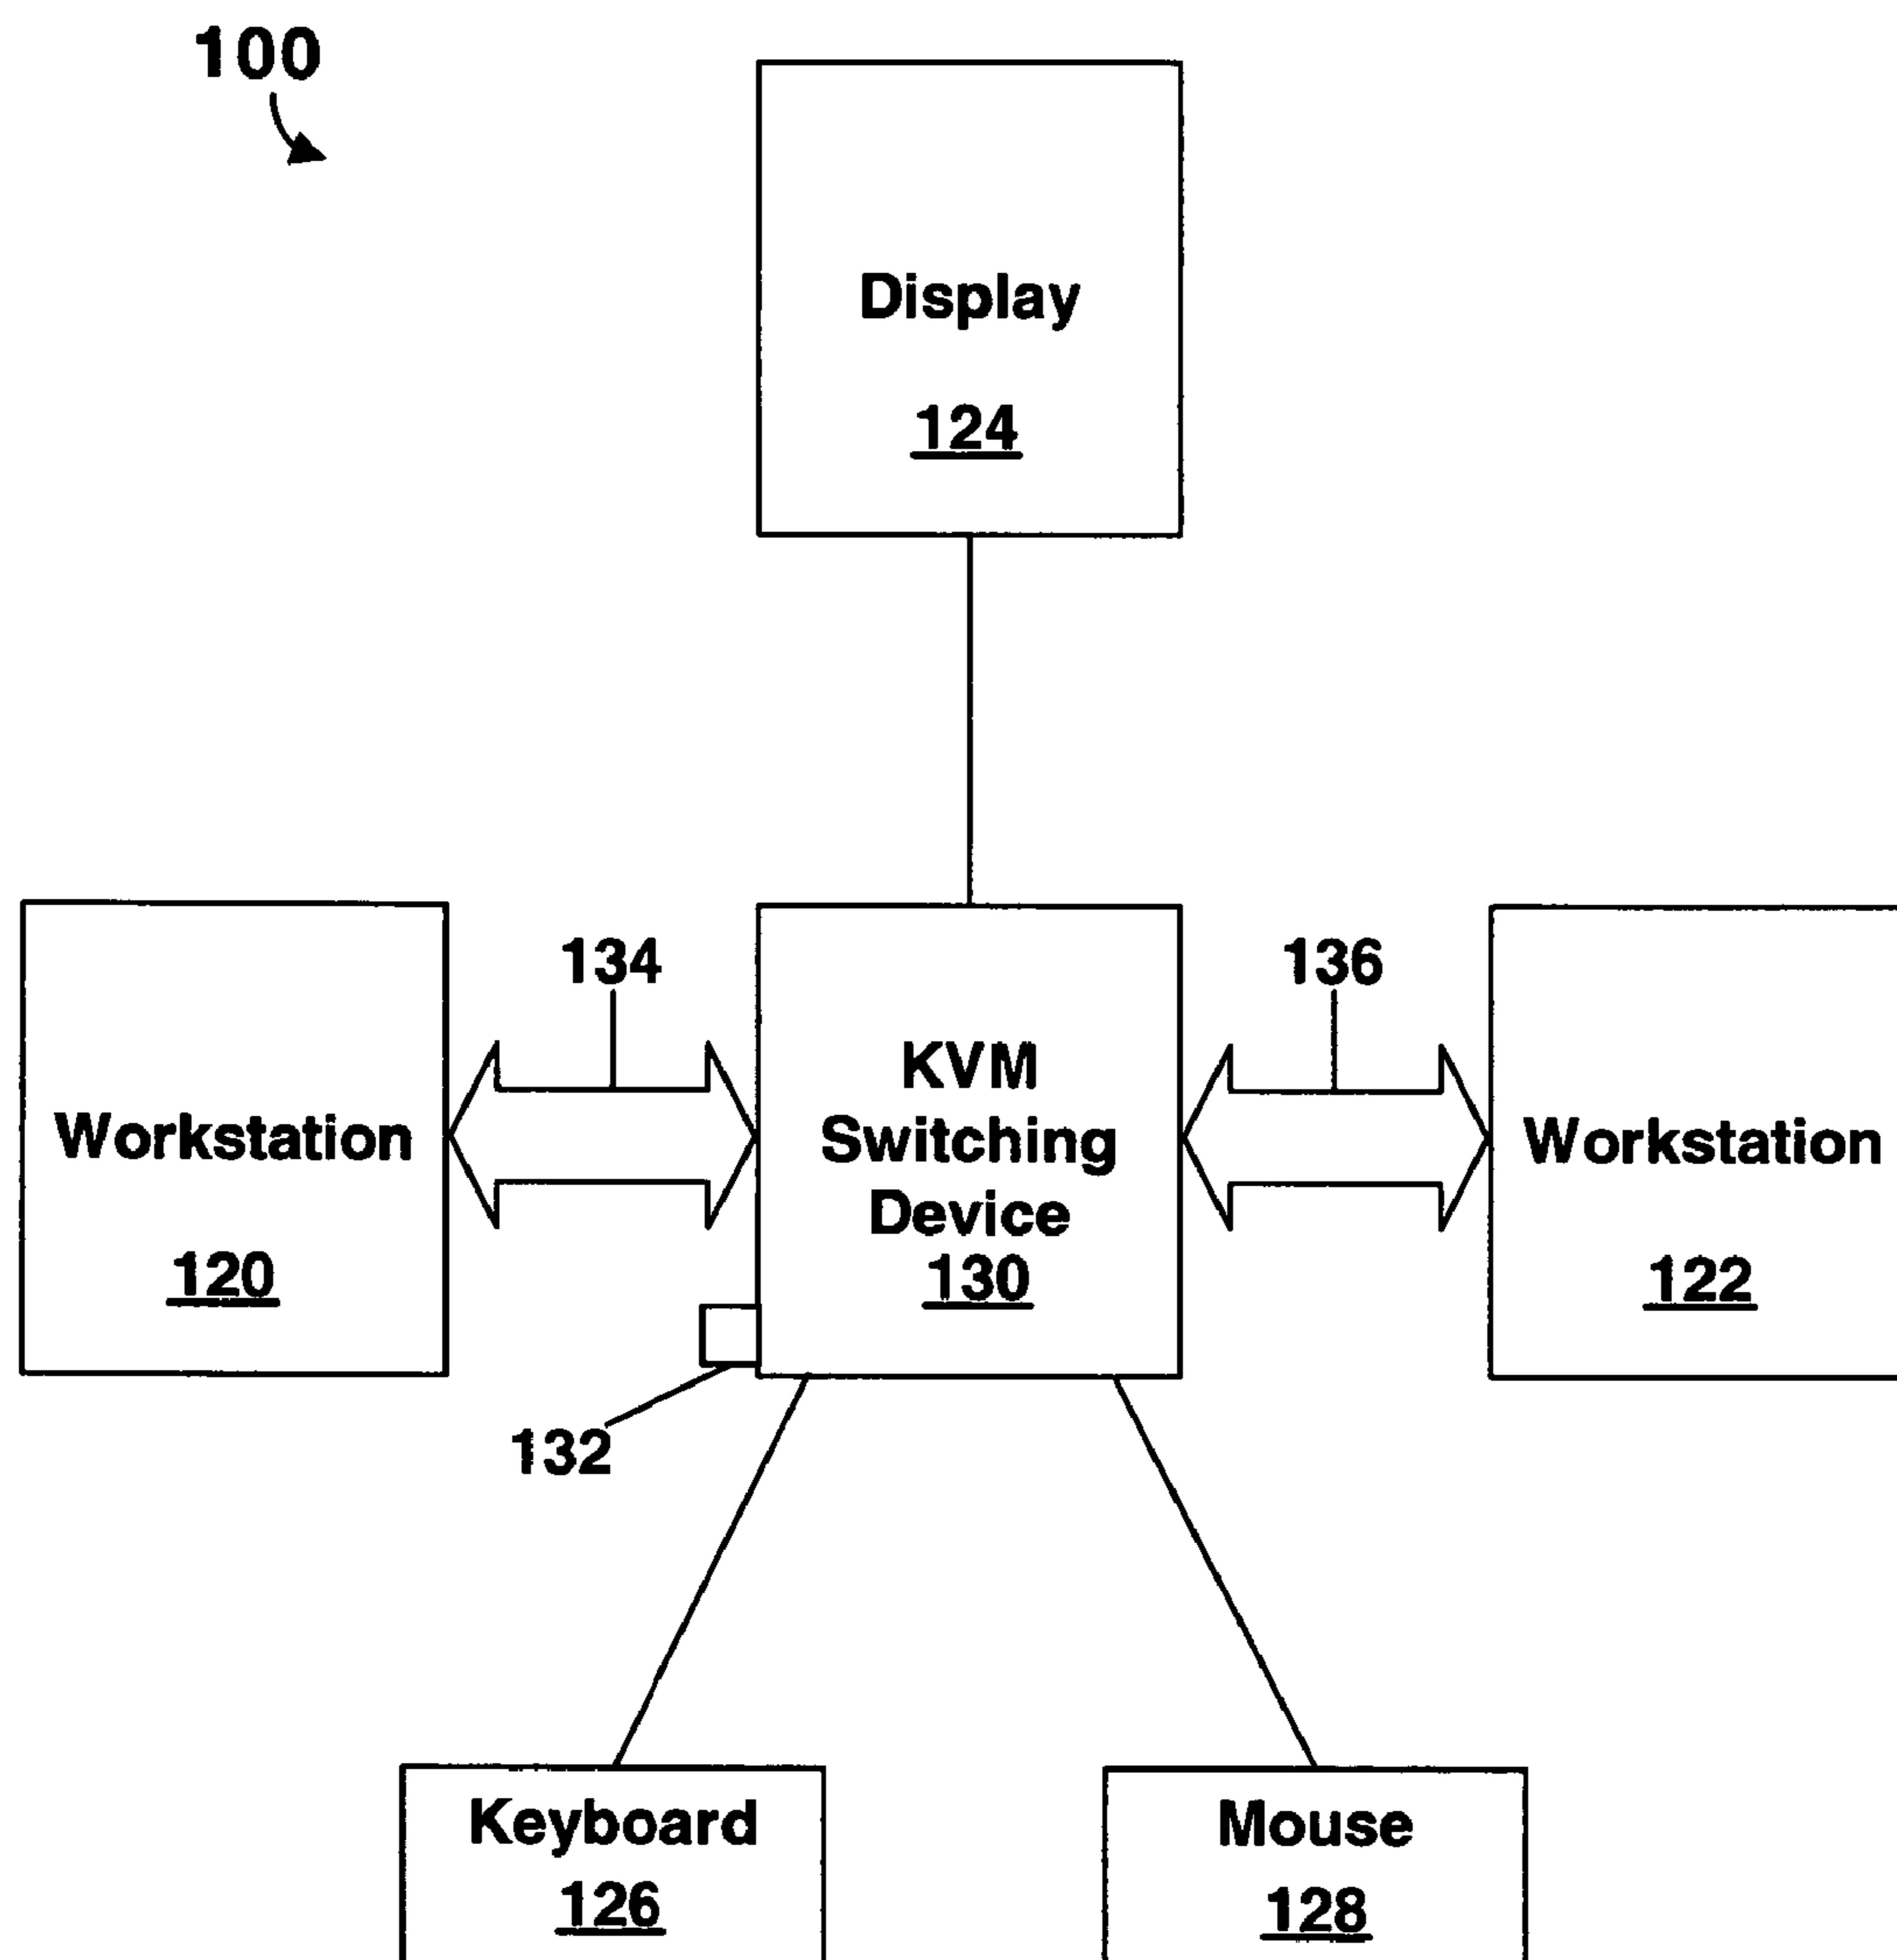 100
Display
124
134
136
KVM
Switching
Device
130
Workstation
120
Workstation
122
132
Keyboard
126
Mouse
128